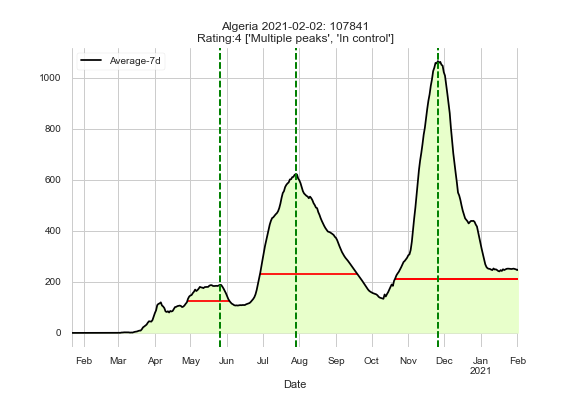 Algeria 2021-02-02: 107841
Rating:4 ['Multiple peaks', 'In control']
Average-7d
1000
800
600
400
200
0
Feb Mar Apr May Jun Jul Aug Sep Oct Nov Dec Jan Feb
2021
Date